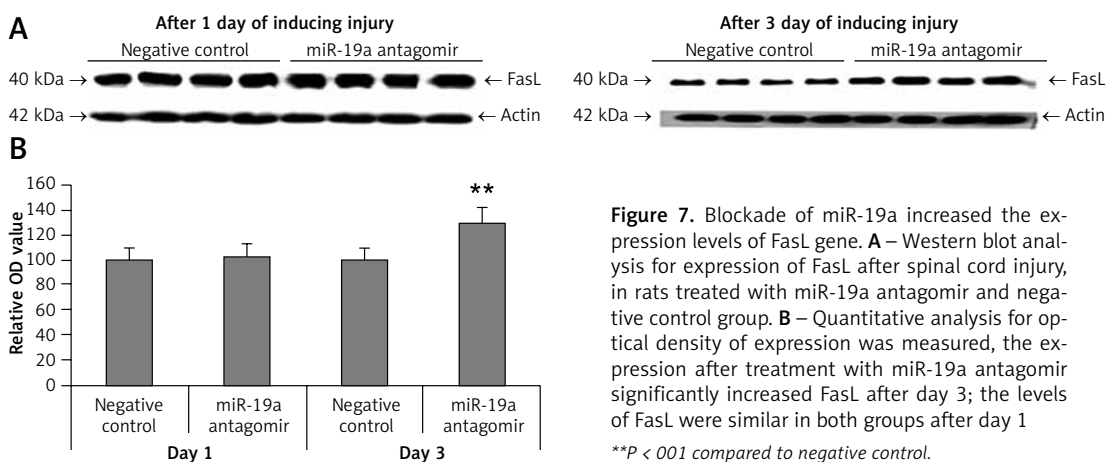 A
After 1 day of inducing injury
Negative control miR-19a antagomir
40 kDa → ← FasL
42 kDa → ← Actin
After 3 day of inducing injury
Negative control miR-19a antagomir
40 kDa → ← FasL
42 kDa → ← Actin
B
Relative OD value
160
140
120
100
80
60
40
20
0
**
Negative control
miR-19a antagomir
Negative control
miR-19a antagomir
Day 1 Day 3
Figure 7. Blockade of miR-19a increased the ex-
pression levels of FasL gene. A – Western blot anal-
ysis for expression of FasL after spinal cord injury,
in rats treated with miR-19a antagomir and nega-
tive control group. B – Quantitative analysis for op-
tical density of expression was measured, the ex-
pression after treatment with miR-19a antagomir
significantly increased FasL after day 3; the levels
of FasL were similar in both groups after day 1
**P < 001 compared to negative control.